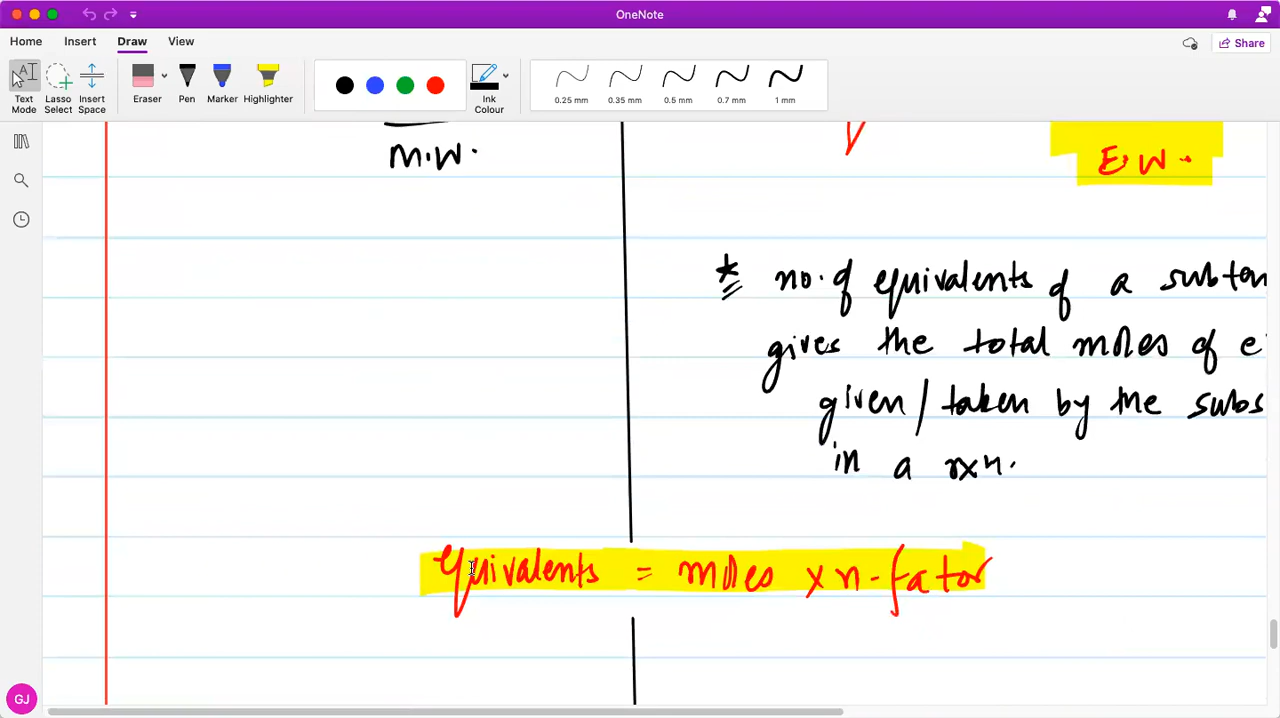 OneNote
Home Insert Draw View
Share
Text Mode
Lasso Select
Insert Space
Eraser
Pen
Marker
Highlighter
Ink Colour
0.25 mm 0.35 mm 0.5 mm 0.7 mm 1 mm
M.W.
E.W.
* no. of equivalents of a subtan
gives the total moles of e
given/taken by the subs
in a rxn.
equivalents = moles x n-factor
GJ